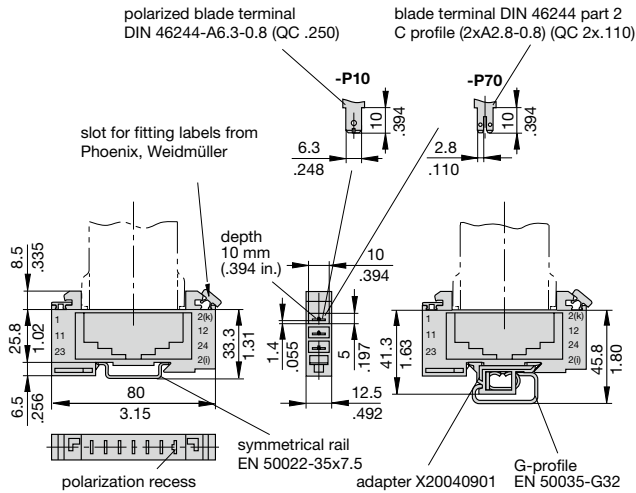 polarized blade terminal
DIN 46244-A6.3-0.8 (QC .250)
blade terminal DIN 46244 part 2
C profile (2xA2.8-0.8) (QC 2x.110)
-P10
-P70
10
.394
10
.394
6.3
.248
2.8
.110
slot for fitting labels from
Phoenix, Weidmüller
depth
10 mm
(.394 in.)
10
.394
8.5
.335
25.8
1.02
6.5
.256
1
11
23
2(k)
12
24
2(i)
33.3
1.31
80
3.15
1.4
.055
5
.197
12.5
.492
41.3
1.63
1
11
23
2(k)
12
24
2(i)
45.8
1.80
symmetrical rail
EN 50022-35x7.5
polarization recess
adapter X20040901
G-profile
EN 50035-G32